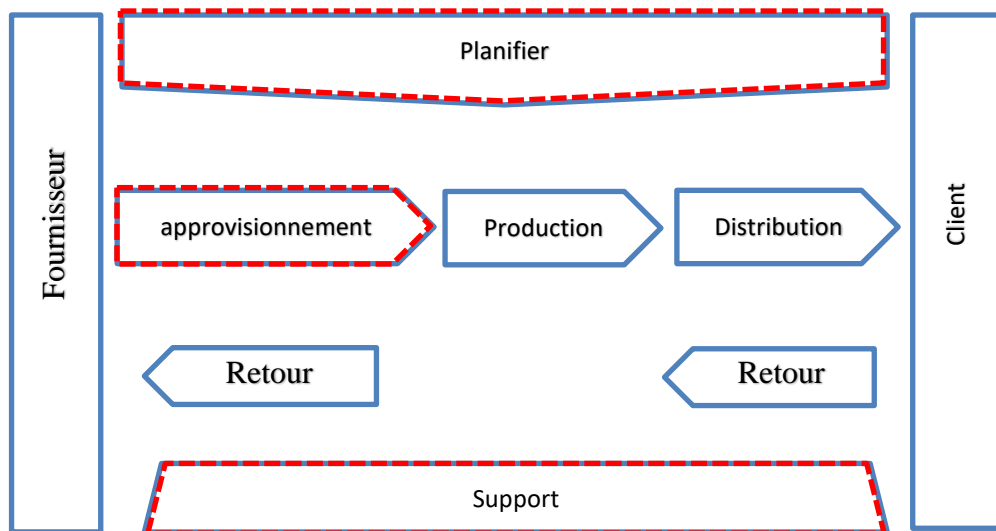 Planifier
Fournisseur
approvisionnement
Production
Distribution
Client
Retour
Retour
Support